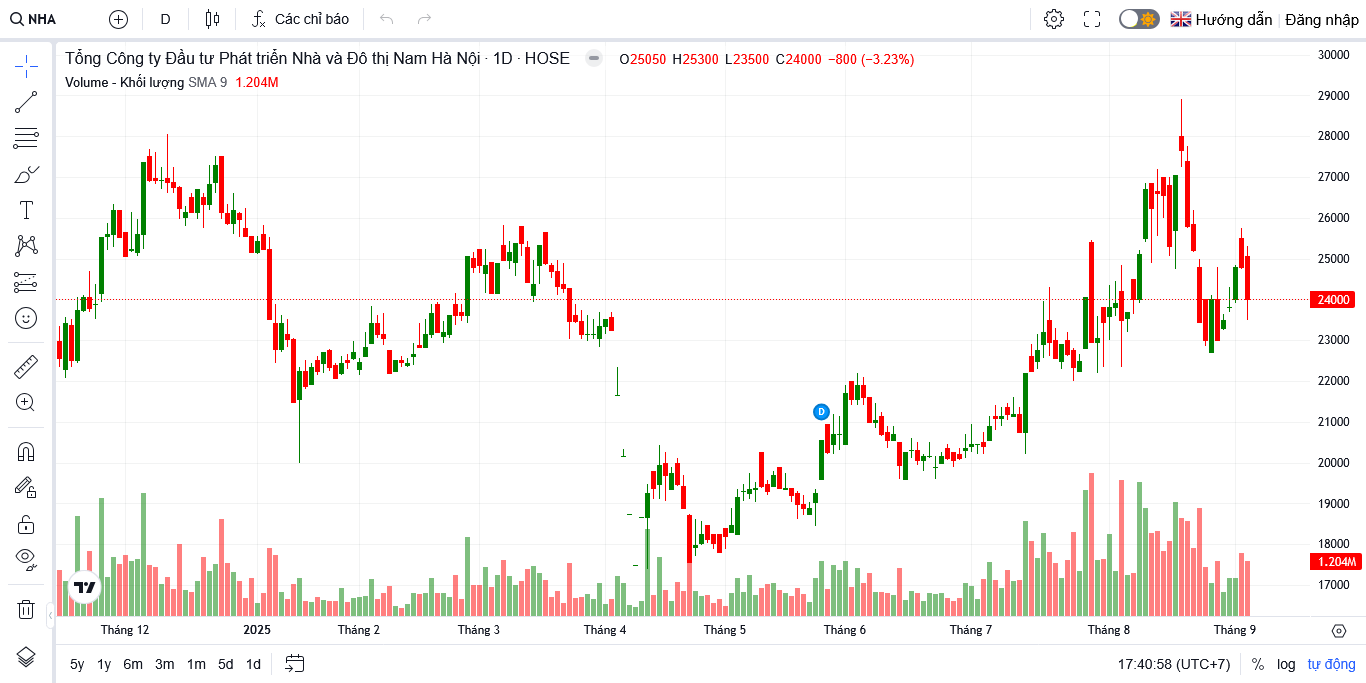 NHA D Các chỉ báo Hướng dẫn Đăng nhập
Tổng Công ty Đầu tư Phát triển Nhà và Đô thị Nam Hà Nội · 1D · HOSE O25050 H25300 L23500 C24000 −800 (−3.23%)
Volume - Khối lượng SMA 9 1.204M
30000
29000
28000
27000
26000
25000
24000
23000
22000
21000
20000
19000
18000
1.204M
17000
D
Tháng 12 2025 Tháng 2 Tháng 3 Tháng 4 Tháng 5 Tháng 6 Tháng 7 Tháng 8 Tháng 9
5y 1y 6m 3m 1m 5d 1d 17:40:58 (UTC+7) % log tự động